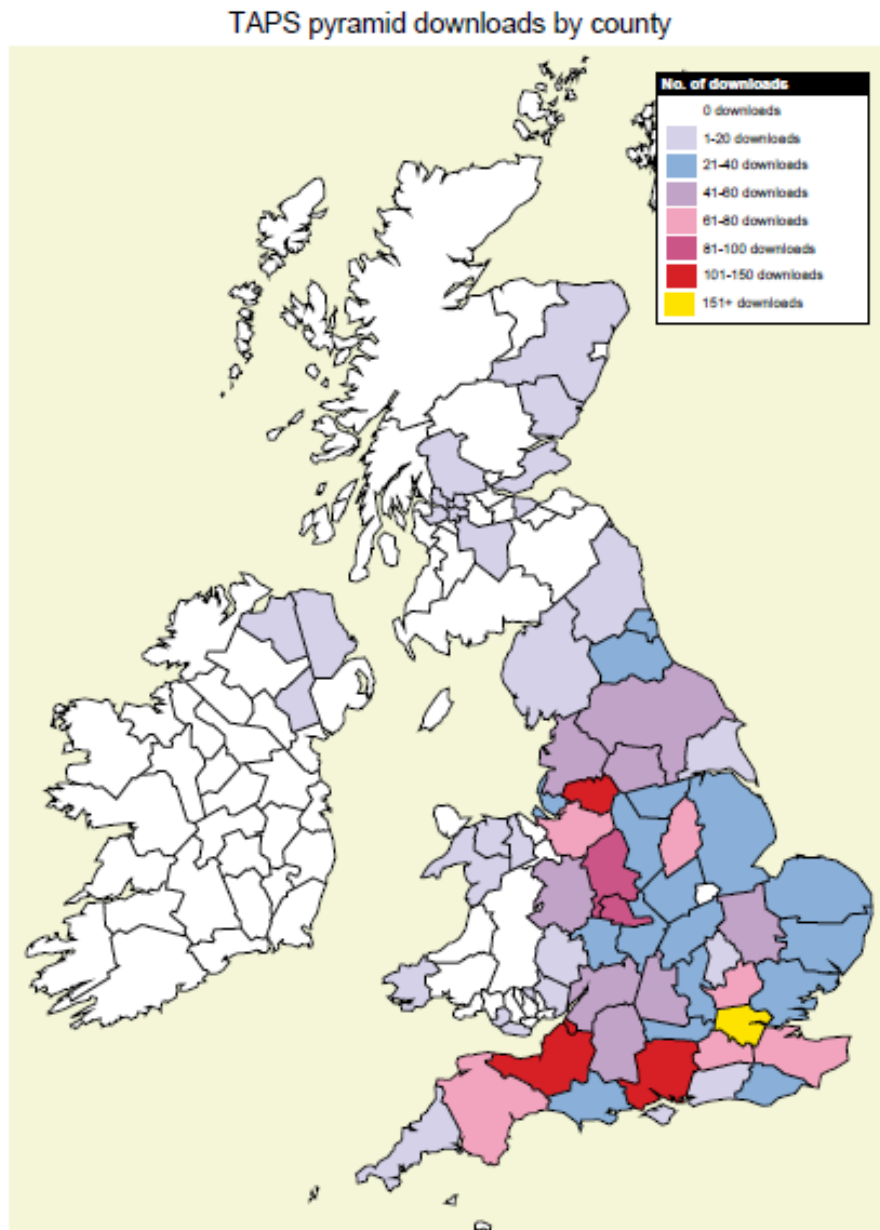 TAPS pyramid downloads by county
No. of downloads
0 downloads
1-20 downloads
21-40 downloads
41-60 downloads
61-80 downloads
81-100 downloads
101-150 downloads
151+ downloads